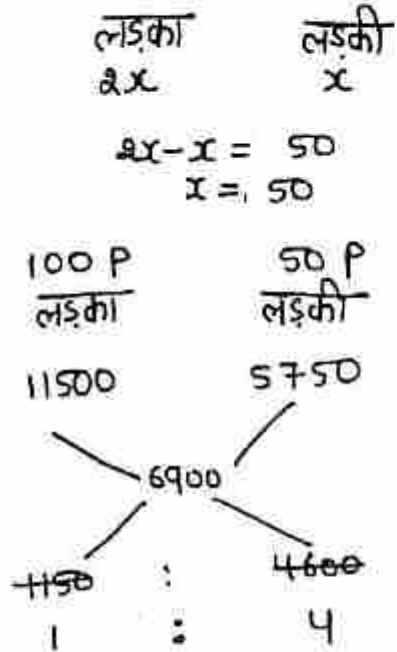 लड़का लड़की
2x x
2x-x = 50
x = 50
100 P 50 P
लड़का लड़की
11500 5750
6900
1150 : 4600
1 : 4